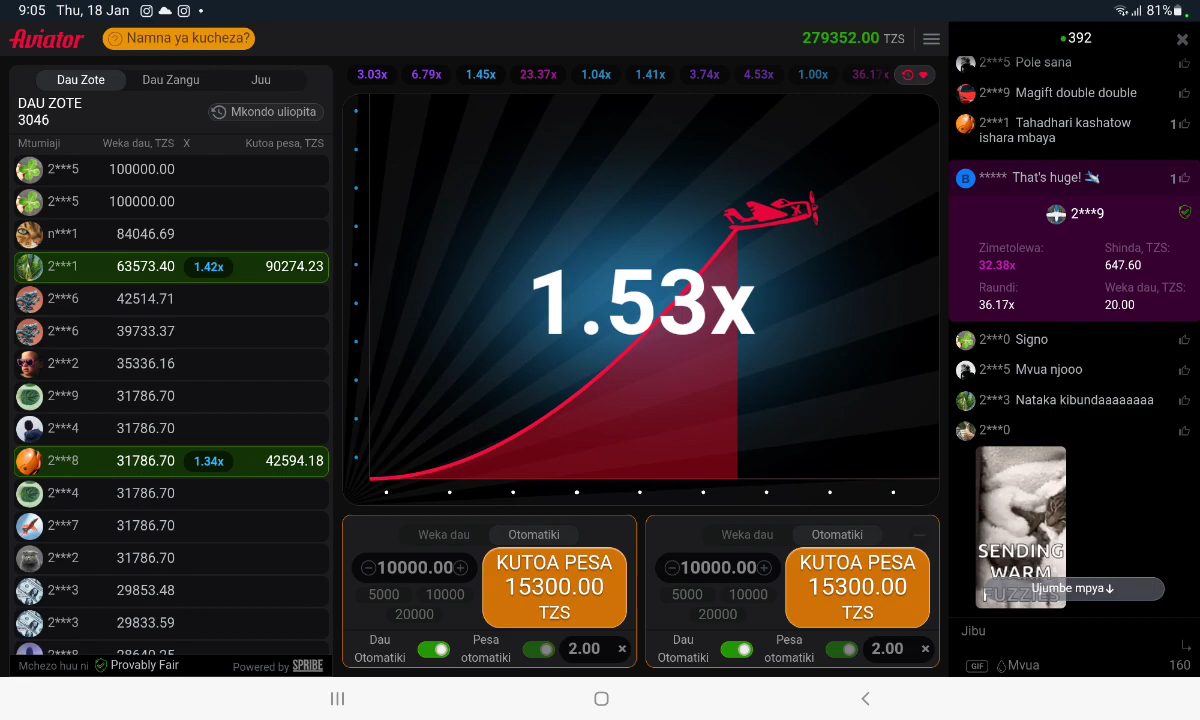 9:05 Thu, 18 Jan
81%
Aviator
Namna ya kucheza?
279352.00 TZS
Dau Zote
Dau Zangu
Juu
DAU ZOTE
3046
Mkondo uliopita
Mtumiaji
Weka dau, TZS
X
Kutoa pesa, TZS
2***5 100000.00
2***5 100000.00
n***1 84046.69
2***1 63573.40 1.42x 90274.23
2***6 42514.71
2***6 39733.37
2***2 35336.16
2***9 31786.70
2***4 31786.70
2***8 31786.70 1.34x 42594.18
2***4 31786.70
2***7 31786.70
2***2 31786.70
2***3 29853.48
2***3 29833.59
Mchezo huu ni
Provably Fair
Powered by SPRIBE
3.03x 6.79x 1.45x 23.37x 1.04x 1.41x 3.74x 4.53x 1.00x 36.17x
1.53x
Weka dau
Otomatiki
10000.00
5000
10000
20000
KUTOA PESA
15300.00
TZS
Dau
Otomatiki
Pesa
otomatiki
2.00
Weka dau
Otomatiki
10000.00
5000
10000
20000
KUTOA PESA
15300.00
TZS
Dau
Otomatiki
Pesa
otomatiki
2.00
392
2***5 Pole sana
2***9 Magift double double
2***1 Tahadhari kashatow
ishara mbaya
1
B ***** That's huge!
1
2***9
Zimetolewa:
Shinda, TZS:
32.38x
647.60
Raundi:
Weka dau, TZS:
36.17x
20.00
2***0 Signo
2***5 Mvua njooo
2***3 Nataka kibundaaaaaaaa
2***0
SENDING
WARM
FUZZIES
Ujumbe mpya
Jibu
GIF
Mvua
160